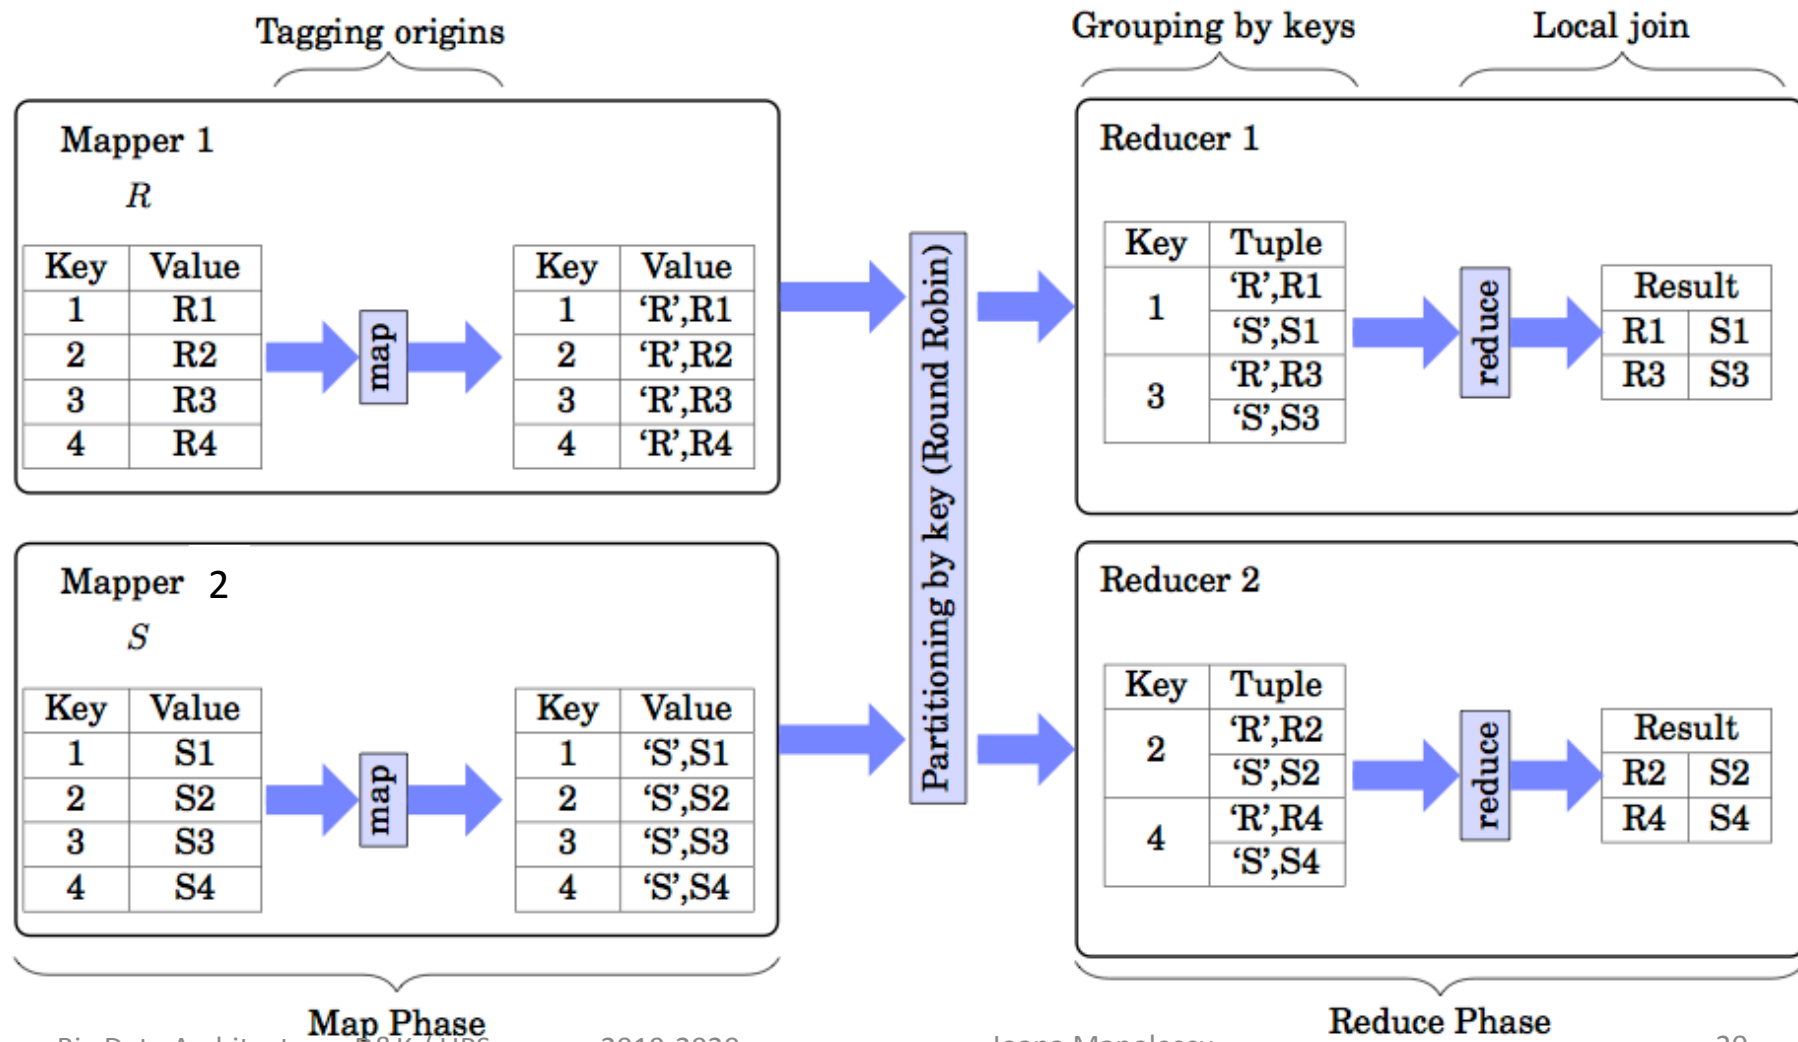 Tagging origins
Grouping by keys
Local join
Mapper 1
R
Key Value
1 R1
2 R2
3 R3
4 R4
map
Key Value
1 ‘R’,R1
2 ‘R’,R2
3 ‘R’,R3
4 ‘R’,R4
Mapper 2
S
Key Value
1 S1
2 S2
3 S3
4 S4
map
Key Value
1 ‘S’,S1
2 ‘S’,S2
3 ‘S’,S3
4 ‘S’,S4
Partitioning by key (Round Robin)
Reducer 1
Key Tuple
1 ‘R’,R1
‘S’,S1
3 ‘R’,R3
‘S’,S3
reduce
Result
R1 S1
R3 S3
Reducer 2
Key Tuple
2 ‘R’,R2
‘S’,S2
4 ‘R’,R4
‘S’,S4
reduce
Result
R2 S2
R4 S4
Map Phase
Reduce Phase
2019-2020